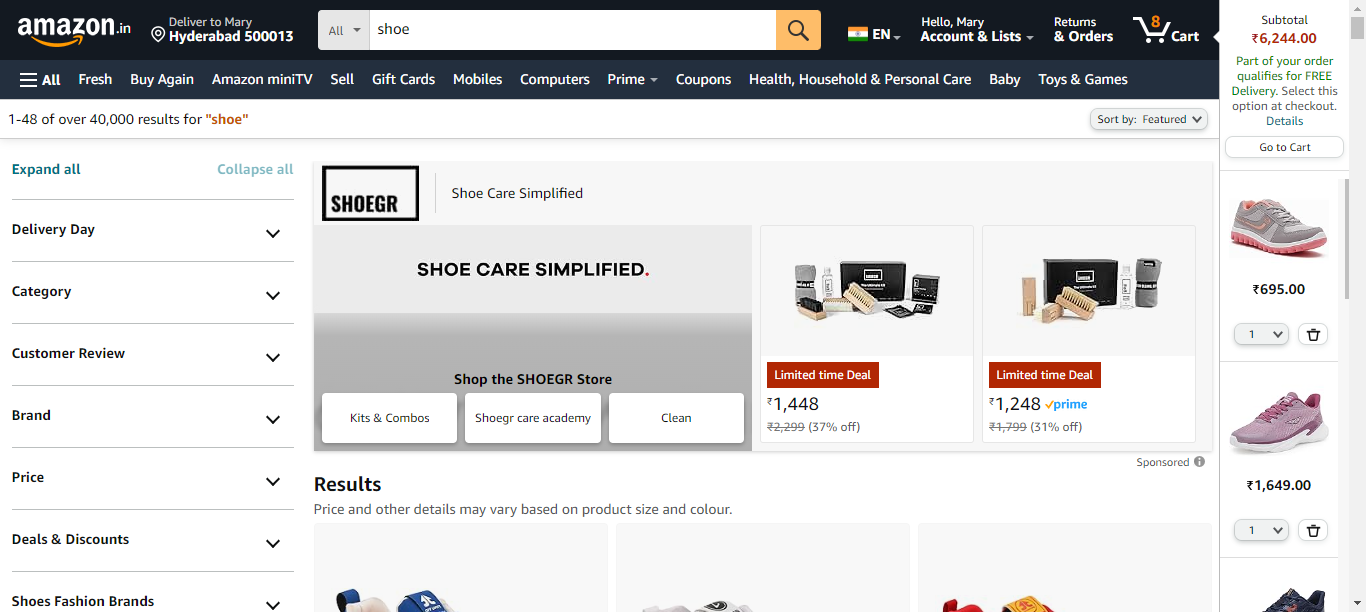 amazon.in
Deliver to Mary
Hyderabad 500013
All
shoe
EN
Hello, Mary
Account & Lists
Returns
& Orders
8
Cart
All
Fresh
Buy Again
Amazon miniTV
Sell
Gift Cards
Mobiles
Computers
Prime
Coupons
Health, Household & Personal Care
Baby
Toys & Games
Subtotal
₹6,244.00
Part of your order
qualifies for FREE
Delivery. Select this
option at checkout.
Details
Go to Cart
1-48 of over 40,000 results for "shoe"
Sort by: Featured
Expand all
Collapse all
Delivery Day
Category
Customer Review
Brand
Price
Deals & Discounts
Shoes Fashion Brands
SHOEGR
Shoe Care Simplified
SHOE CARE SIMPLIFIED.
Shop the SHOEGR Store
Kits & Combos
Shoegr care academy
Clean
Limited time Deal
₹1,448
₹2,299 (37% off)
Limited time Deal
₹1,248 prime
₹1,799 (31% off)
Sponsored
Results
Price and other details may vary based on product size and colour.
₹695.00
1
₹1,649.00
1